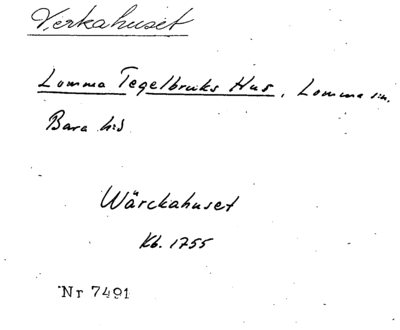 Verkahuset
Lomma Tegelbruks Hus, Lomma sn,
Bara hd
Wärckahuset
Kb. 1755
Nr 7491